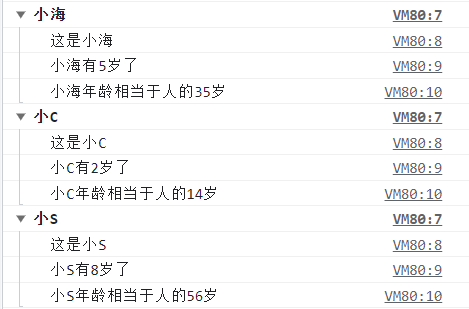 小海 VM80:7
这是小海 VM80:8
小海有5岁了 VM80:9
小海年龄相当于人的35岁 VM80:10
小C VM80:7
这是小C VM80:8
小C有2岁了 VM80:9
小C年龄相当于人的14岁 VM80:10
小S VM80:7
这是小S VM80:8
小S有8岁了 VM80:9
小S年龄相当于人的56岁 VM80:10